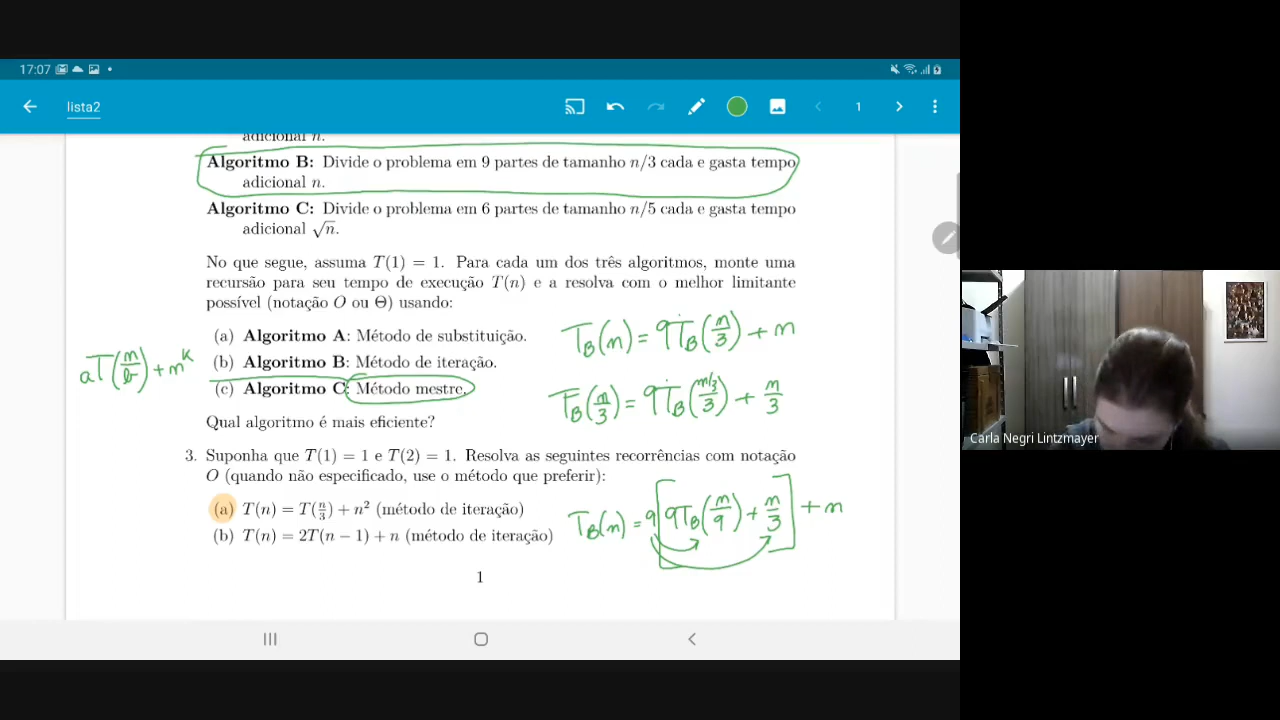 17:07
lista2
1
adicional n.
Algoritmo B: Divide o problema em 9 partes de tamanho n/3 cada e gasta tempo
adicional n.
Algoritmo C: Divide o problema em 6 partes de tamanho n/5 cada e gasta tempo
adicional √n.
No que segue, assuma T(1) = 1. Para cada um dos três algoritmos, monte uma
recursão para seu tempo de execução T(n) e a resolva com o melhor limitante
possível (notação O ou Θ) usando:
(a) Algoritmo A: Método de substituição.
(b) Algoritmo B: Método de iteração.
(c) Algoritmo C: Método mestre.
Qual algoritmo é mais eficiente?
aT(n/b) + n^k
T_B(n) = 9T_B(n/3) + n
T_B(n/3) = 9T_B((n/3)/3) + n/3
3. Suponha que T(1) = 1 e T(2) = 1. Resolva as seguintes recorrências com notação
O (quando não especificado, use o método que preferir):
(a) T(n) = T(n/3) + n² (método de iteração)
(b) T(n) = 2T(n − 1) + n (método de iteração)
T_B(n) = 9[9T_B(n/9) + n/3] + n
1
Carla Negri Lintzmayer